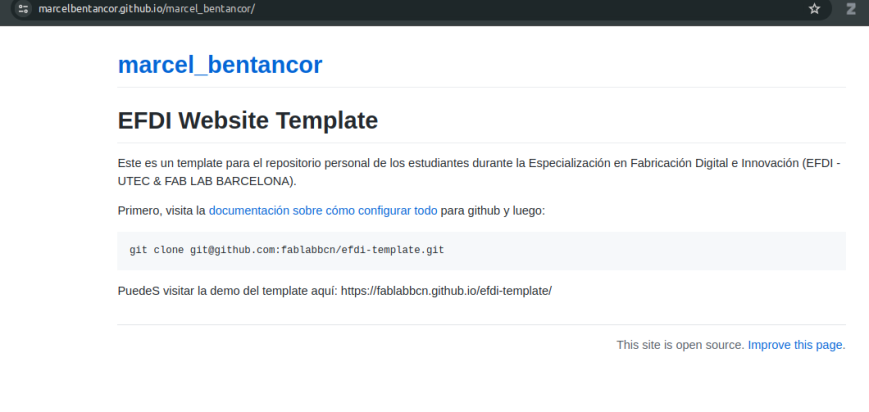 marcelbentancor.github.io/marcel_bentancor/
marcel_bentancor
EFDI Website Template
Este es un template para el repositorio personal de los estudiantes durante la Especialización en Fabricación Digital e Innovación (EFDI -
UTEC & FAB LAB BARCELONA).
Primero, visita la documentación sobre cómo configurar todo para github y luego:
git clone git@github.com:fablabbcn/efdi-template.git
PuedeS visitar la demo del template aquí: https://fablabbcn.github.io/efdi-template/
This site is open source. Improve this page.